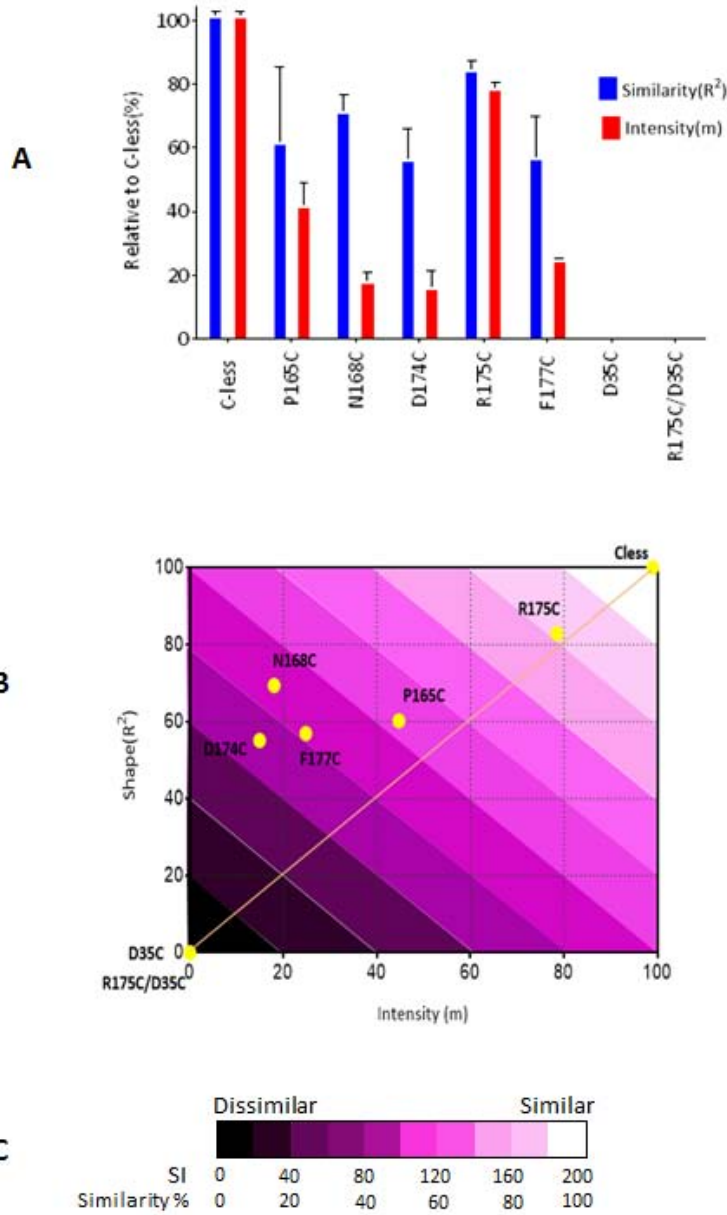 A
Relative to C-less(%)
100
80
60
40
20
0
Similarity(R²)
Intensity(m)
C-less
P165C
N168C
D174C
R175C
F177C
D35C
R175C/D35C
B
Shape(R²)
100
80
60
40
20
0
Cless
R175C
N168C
P165C
D174C
F177C
D35C
R175C/D35C
0 20 40 60 80 100
Intensity (m)
C
Dissimilar Similar
SI 0 40 80 120 160 200
Similarity % 0 20 40 60 80 100